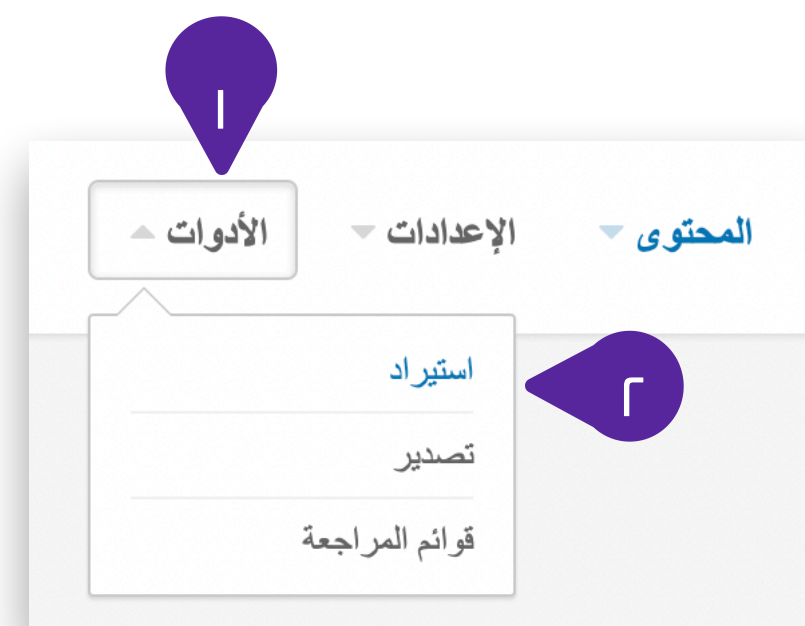 ١
المحتوى الإعدادات الأدوات
استيراد
٢
تصدير
قوائم المراجعة